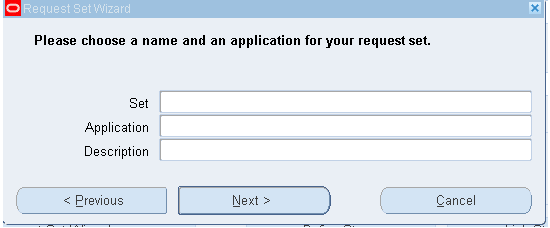 Request Set Wizard
Please choose a name and an application for your request set.
Set
Application
Description
< Previous
Next >
Cancel